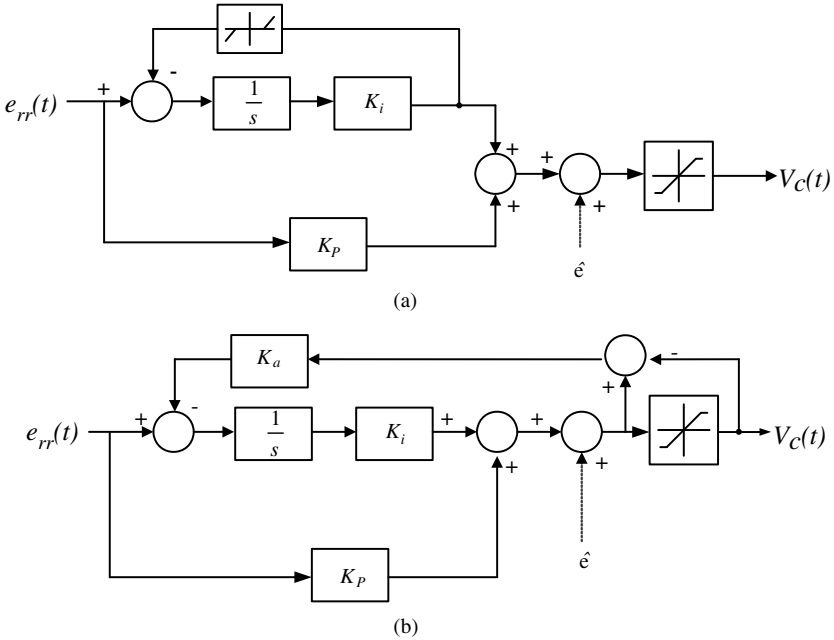 -
e_rr(t) + 1/s K_i
+ + V_C(t)
+ +
K_P
ê
(a)
K_a -
+
e_rr(t) + - 1/s K_i + + V_C(t)
+ +
K_P
ê
(b)